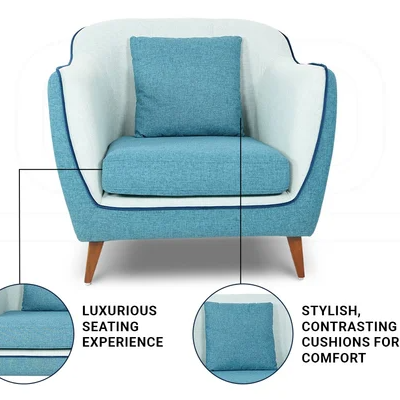 LUXURIOUS
SEATING
EXPERIENCE
STYLISH,
CONTRASTING
CUSHIONS FOR
COMFORT